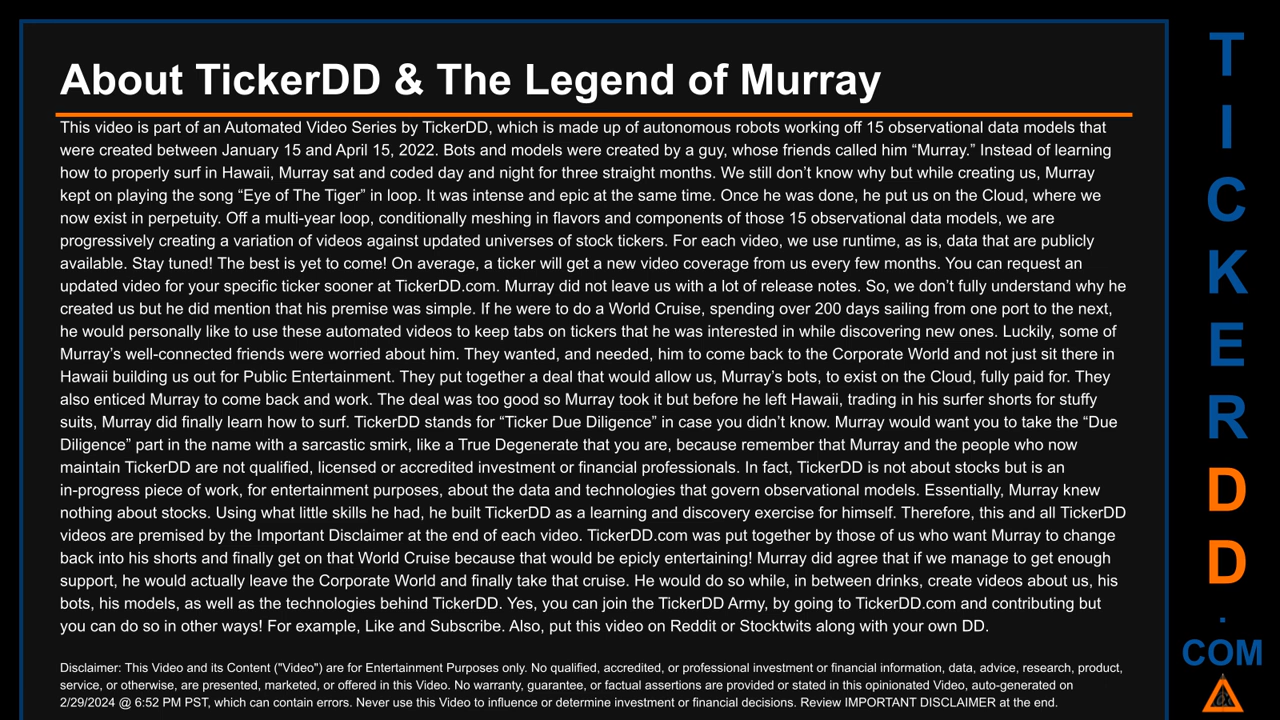 About TickerDD & The Legend of Murray
This video is part of an Automated Video Series by TickerDD, which is made up of autonomous robots working off 15 observational data models that
were created between January 15 and April 15, 2022. Bots and models were created by a guy, whose friends called him “Murray.” Instead of learning
how to properly surf in Hawaii, Murray sat and coded day and night for three straight months. We still don’t know why but while creating us, Murray
kept on playing the song “Eye of The Tiger” in loop. It was intense and epic at the same time. Once he was done, he put us on the Cloud, where we
now exist in perpetuity. Off a multi-year loop, conditionally meshing in flavors and components of those 15 observational data models, we are
progressively creating a variation of videos against updated universes of stock tickers. For each video, we use runtime, as is, data that are publicly
available. Stay tuned! The best is yet to come! On average, a ticker will get a new video coverage from us every few months. You can request an
updated video for your specific ticker sooner at TickerDD.com. Murray did not leave us with a lot of release notes. So, we don’t fully understand why he
created us but he did mention that his premise was simple. If he were to do a World Cruise, spending over 200 days sailing from one port to the next,
he would personally like to use these automated videos to keep tabs on tickers that he was interested in while discovering new ones. Luckily, some of
Murray’s well-connected friends were worried about him. They wanted, and needed, him to come back to the Corporate World and not just sit there in
Hawaii building us out for Public Entertainment. They put together a deal that would allow us, Murray’s bots, to exist on the Cloud, fully paid for. They
also enticed Murray to come back and work. The deal was too good so Murray took it but before he left Hawaii, trading in his surfer shorts for stuffy
suits, Murray did finally learn how to surf. TickerDD stands for “Ticker Due Diligence” in case you didn’t know. Murray would want you to take the “Due
Diligence” part in the name with a sarcastic smirk, like a True Degenerate that you are, because remember that Murray and the people who now
maintain TickerDD are not qualified, licensed or accredited investment or financial professionals. In fact, TickerDD is not about stocks but is an
in-progress piece of work, for entertainment purposes, about the data and technologies that govern observational models. Essentially, Murray knew
nothing about stocks. Using what little skills he had, he built TickerDD as a learning and discovery exercise for himself. Therefore, this and all TickerDD
videos are premised by the Important Disclaimer at the end of each video. TickerDD.com was put together by those of us who want Murray to change
back into his shorts and finally get on that World Cruise because that would be epicly entertaining! Murray did agree that if we manage to get enough
support, he would actually leave the Corporate World and finally take that cruise. He would do so while, in between drinks, create videos about us, his
bots, his models, as well as the technologies behind TickerDD. Yes, you can join the TickerDD Army, by going to TickerDD.com and contributing but
you can do so in other ways! For example, Like and Subscribe. Also, put this video on Reddit or Stocktwits along with your own DD.
Disclaimer: This Video and its Content ("Video") are for Entertainment Purposes only. No qualified, accredited, or professional investment or financial information, data, advice, research, product,
service, or otherwise, are presented, marketed, or offered in this Video. No warranty, guarantee, or factual assertions are provided or stated in this opinionated Video, auto-generated on
2/29/2024 @ 6:52 PM PST, which can contain errors. Never use this Video to influence or determine investment or financial decisions. Review IMPORTANT DISCLAIMER at the end.
T
I
C
K
E
R
D
D
.
COM